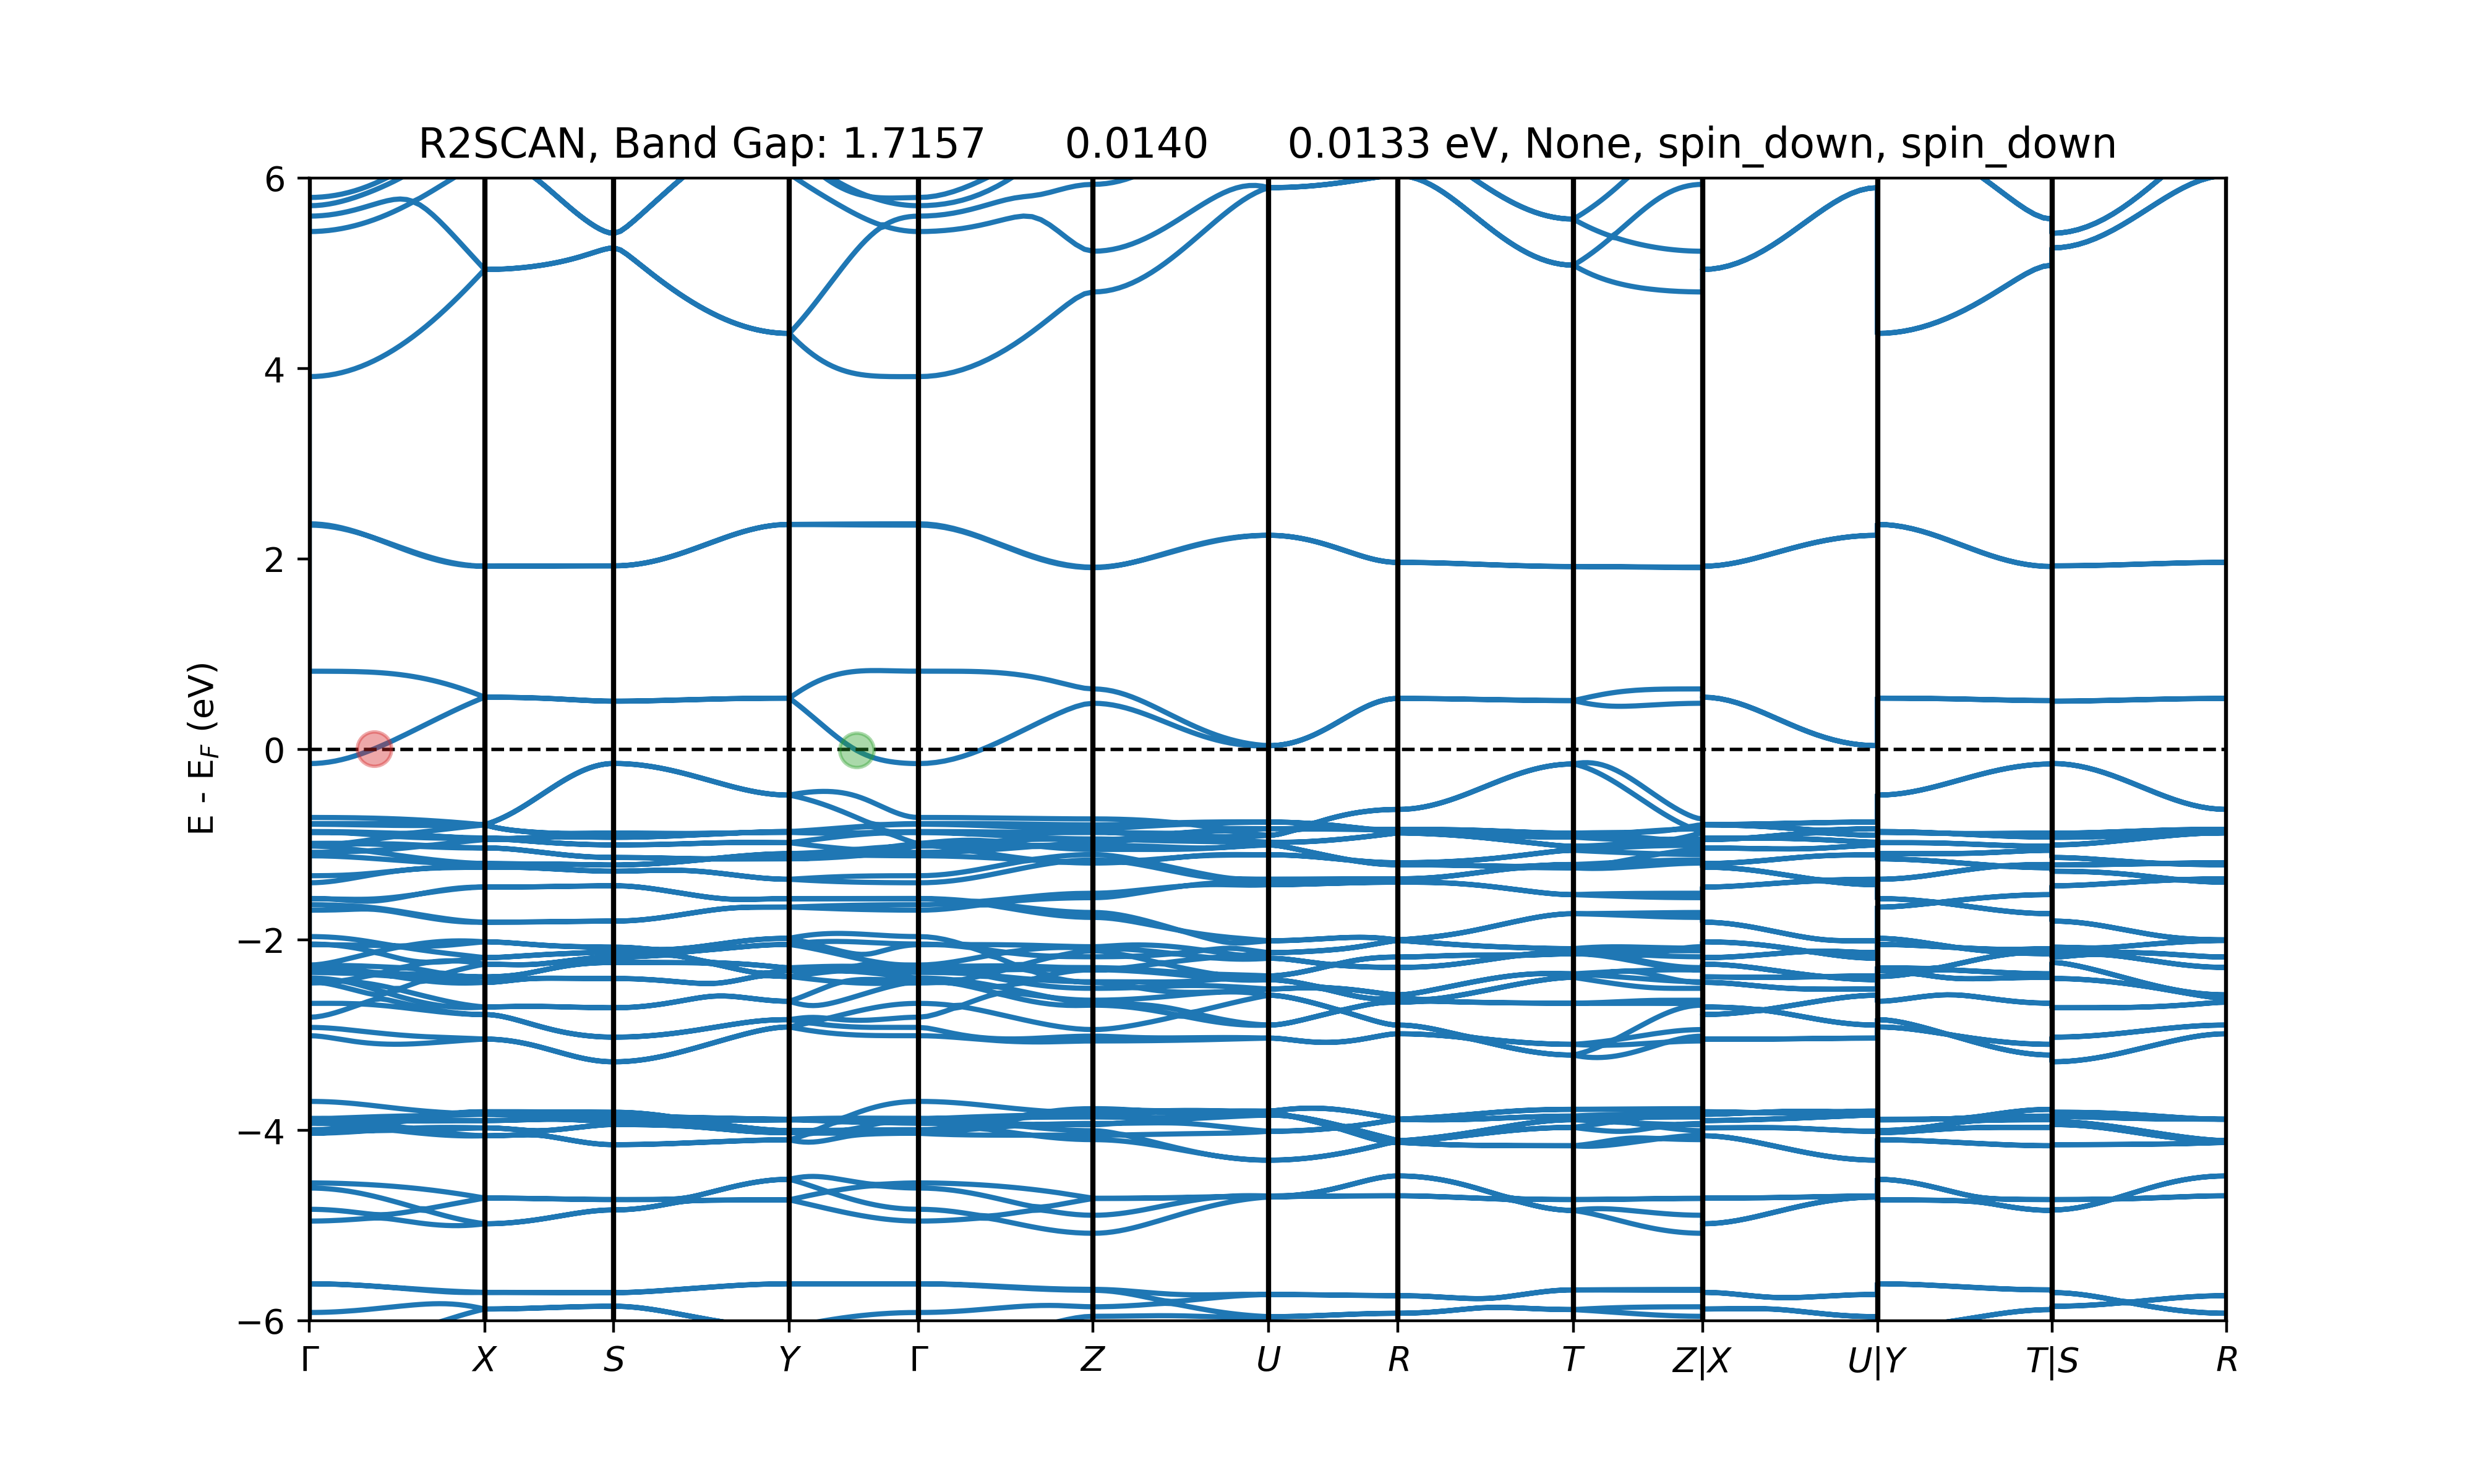 R2SCAN, Band Gap: 1.7157 0.0140 0.0133 eV, None, spin_down, spin_down
6
4
2
0
−2
−4
−6
E - E_F (eV)
Γ X S Y Γ Z U R T Z|X U|Y T|S R